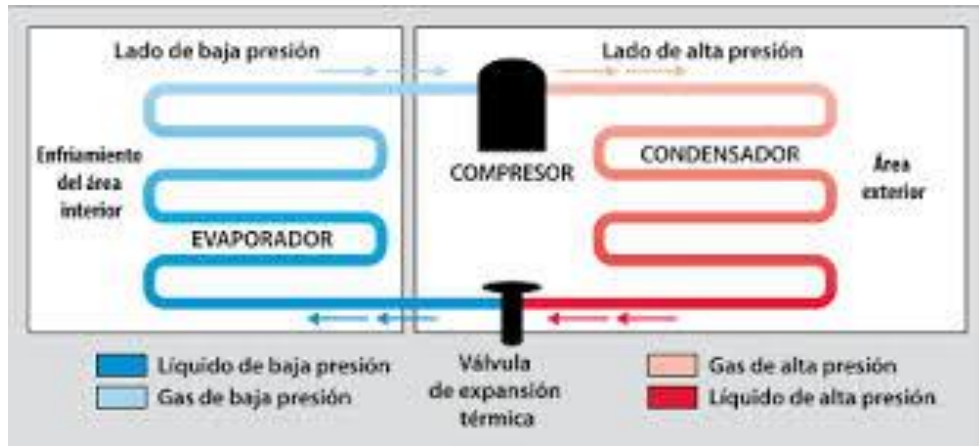 Lado de baja presión
Lado de alta presión
Enfriamiento
del área
interior
COMPRESOR
CONDENSADOR
Área
exterior
EVAPORADOR
Líquido de baja presión
Gas de baja presión
Válvula
de expansión
térmica
Gas de alta presión
Líquido de alta presión